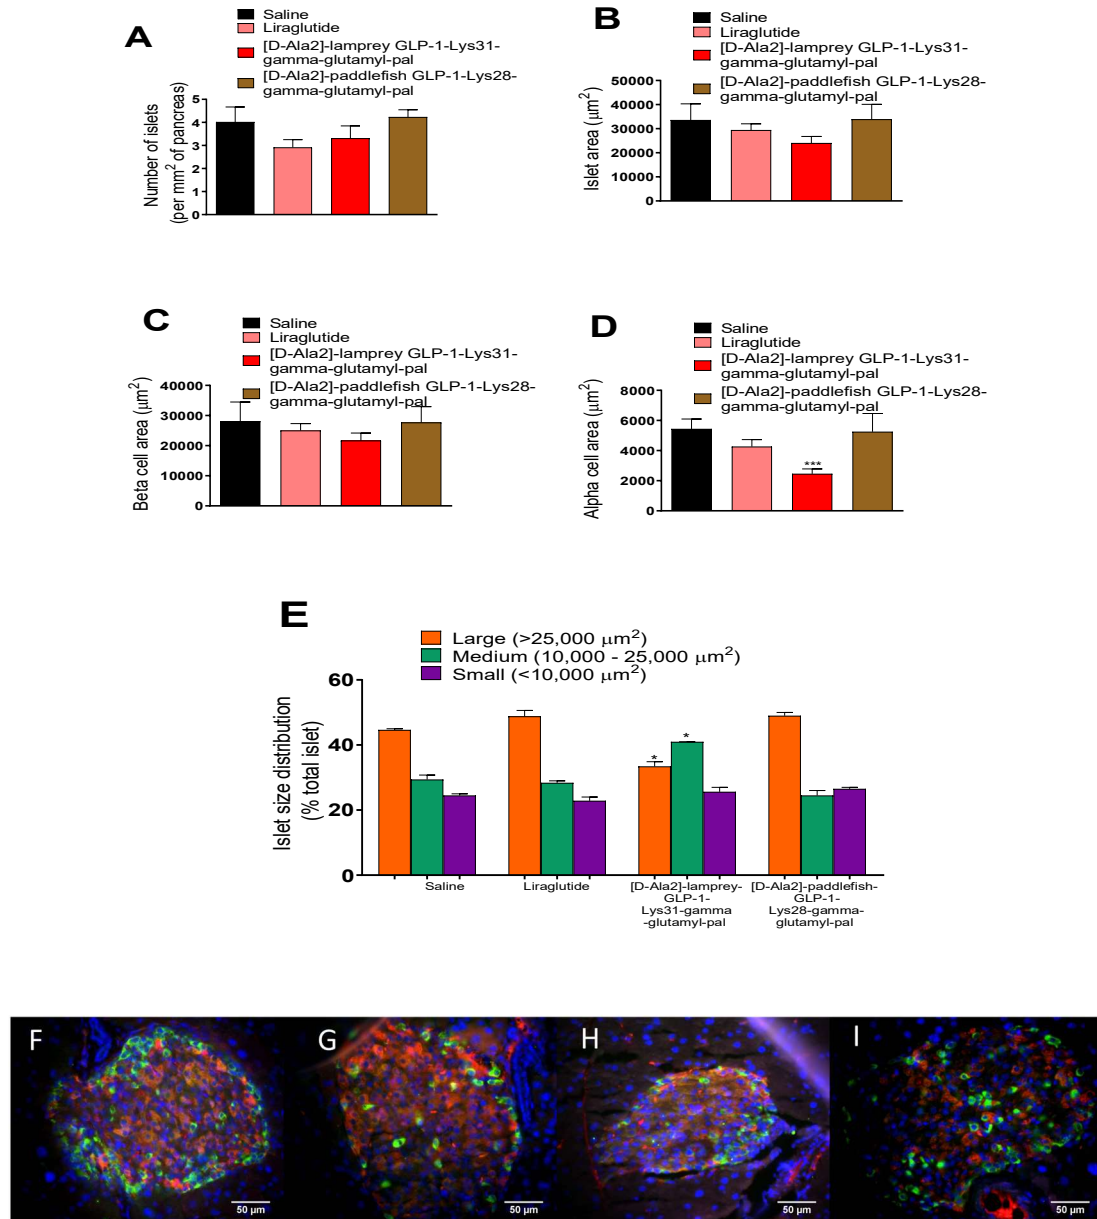 A
Saline
Liraglutide
[D-Ala2]-lamprey GLP-1-Lys31-
gamma-glutamyl-pal
[D-Ala2]-paddlefish GLP-1-Lys28-
gamma-glutamyl-pal
Number of islets
(per mm² of pancreas)
5
4
3
2
1
0
B
Saline
Liraglutide
[D-Ala2]-lamprey GLP-1-Lys31-
gamma-glutamyl-pal
[D-Ala2]-paddlefish GLP-1-Lys28-
gamma-glutamyl-pal
Islet area (μm²)
50000
40000
30000
20000
10000
0
C
Saline
Liraglutide
[D-Ala2]-lamprey GLP-1-Lys31-
gamma-glutamyl-pal
[D-Ala2]-paddlefish GLP-1-Lys28-
gamma-glutamyl-pal
Beta cell area (μm²)
40000
30000
20000
10000
0
D
Saline
Liraglutide
[D-Ala2]-lamprey GLP-1-Lys31-
gamma-glutamyl-pal
[D-Ala2]-paddlefish GLP-1-Lys28-
gamma-glutamyl-pal
Alpha cell area (μm²)
8000
6000
4000
2000
0
***
E
Large (>25,000 μm²)
Medium (10,000 - 25,000 μm²)
Small (<10,000 μm²)
Islet size distribution
(% total islet)
60
40
20
0
*
*
Saline
Liraglutide
[D-Ala2]-lamprey-
GLP-1-
Lys31-gamma
-glutamyl-pal
[D-Ala2]-paddlefish-
GLP-1-
Lys28-gamma-
glutamyl-pal
F
50 μm
G
50 μm
H
50 μm
I
50 μm